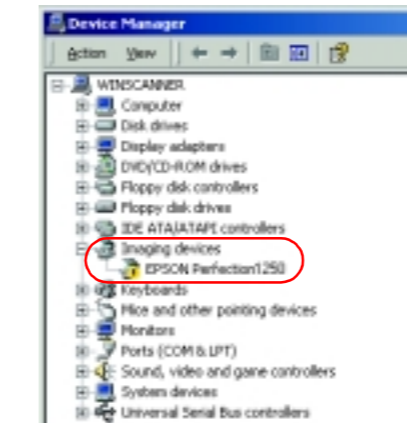 Device Manager
Action View
WINSCANNER
Computer
Disk drives
Display adapters
DVD/CD-ROM drives
Floppy disk controllers
Floppy disk drives
IDE ATA/ATAPI controllers
Imaging devices
EPSON Perfection1250
Keyboards
Mice and other pointing devices
Monitors
Ports (COM & LPT)
Sound, video and game controllers
System devices
Universal Serial Bus controllers